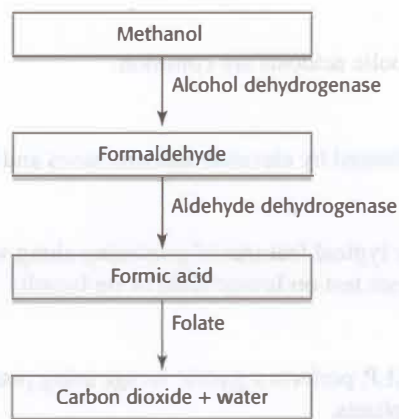 Methanol
Alcohol dehydrogenase
Formaldehyde
Aldehyde dehydrogenase
Formic acid
Folate
Carbon dioxide + water